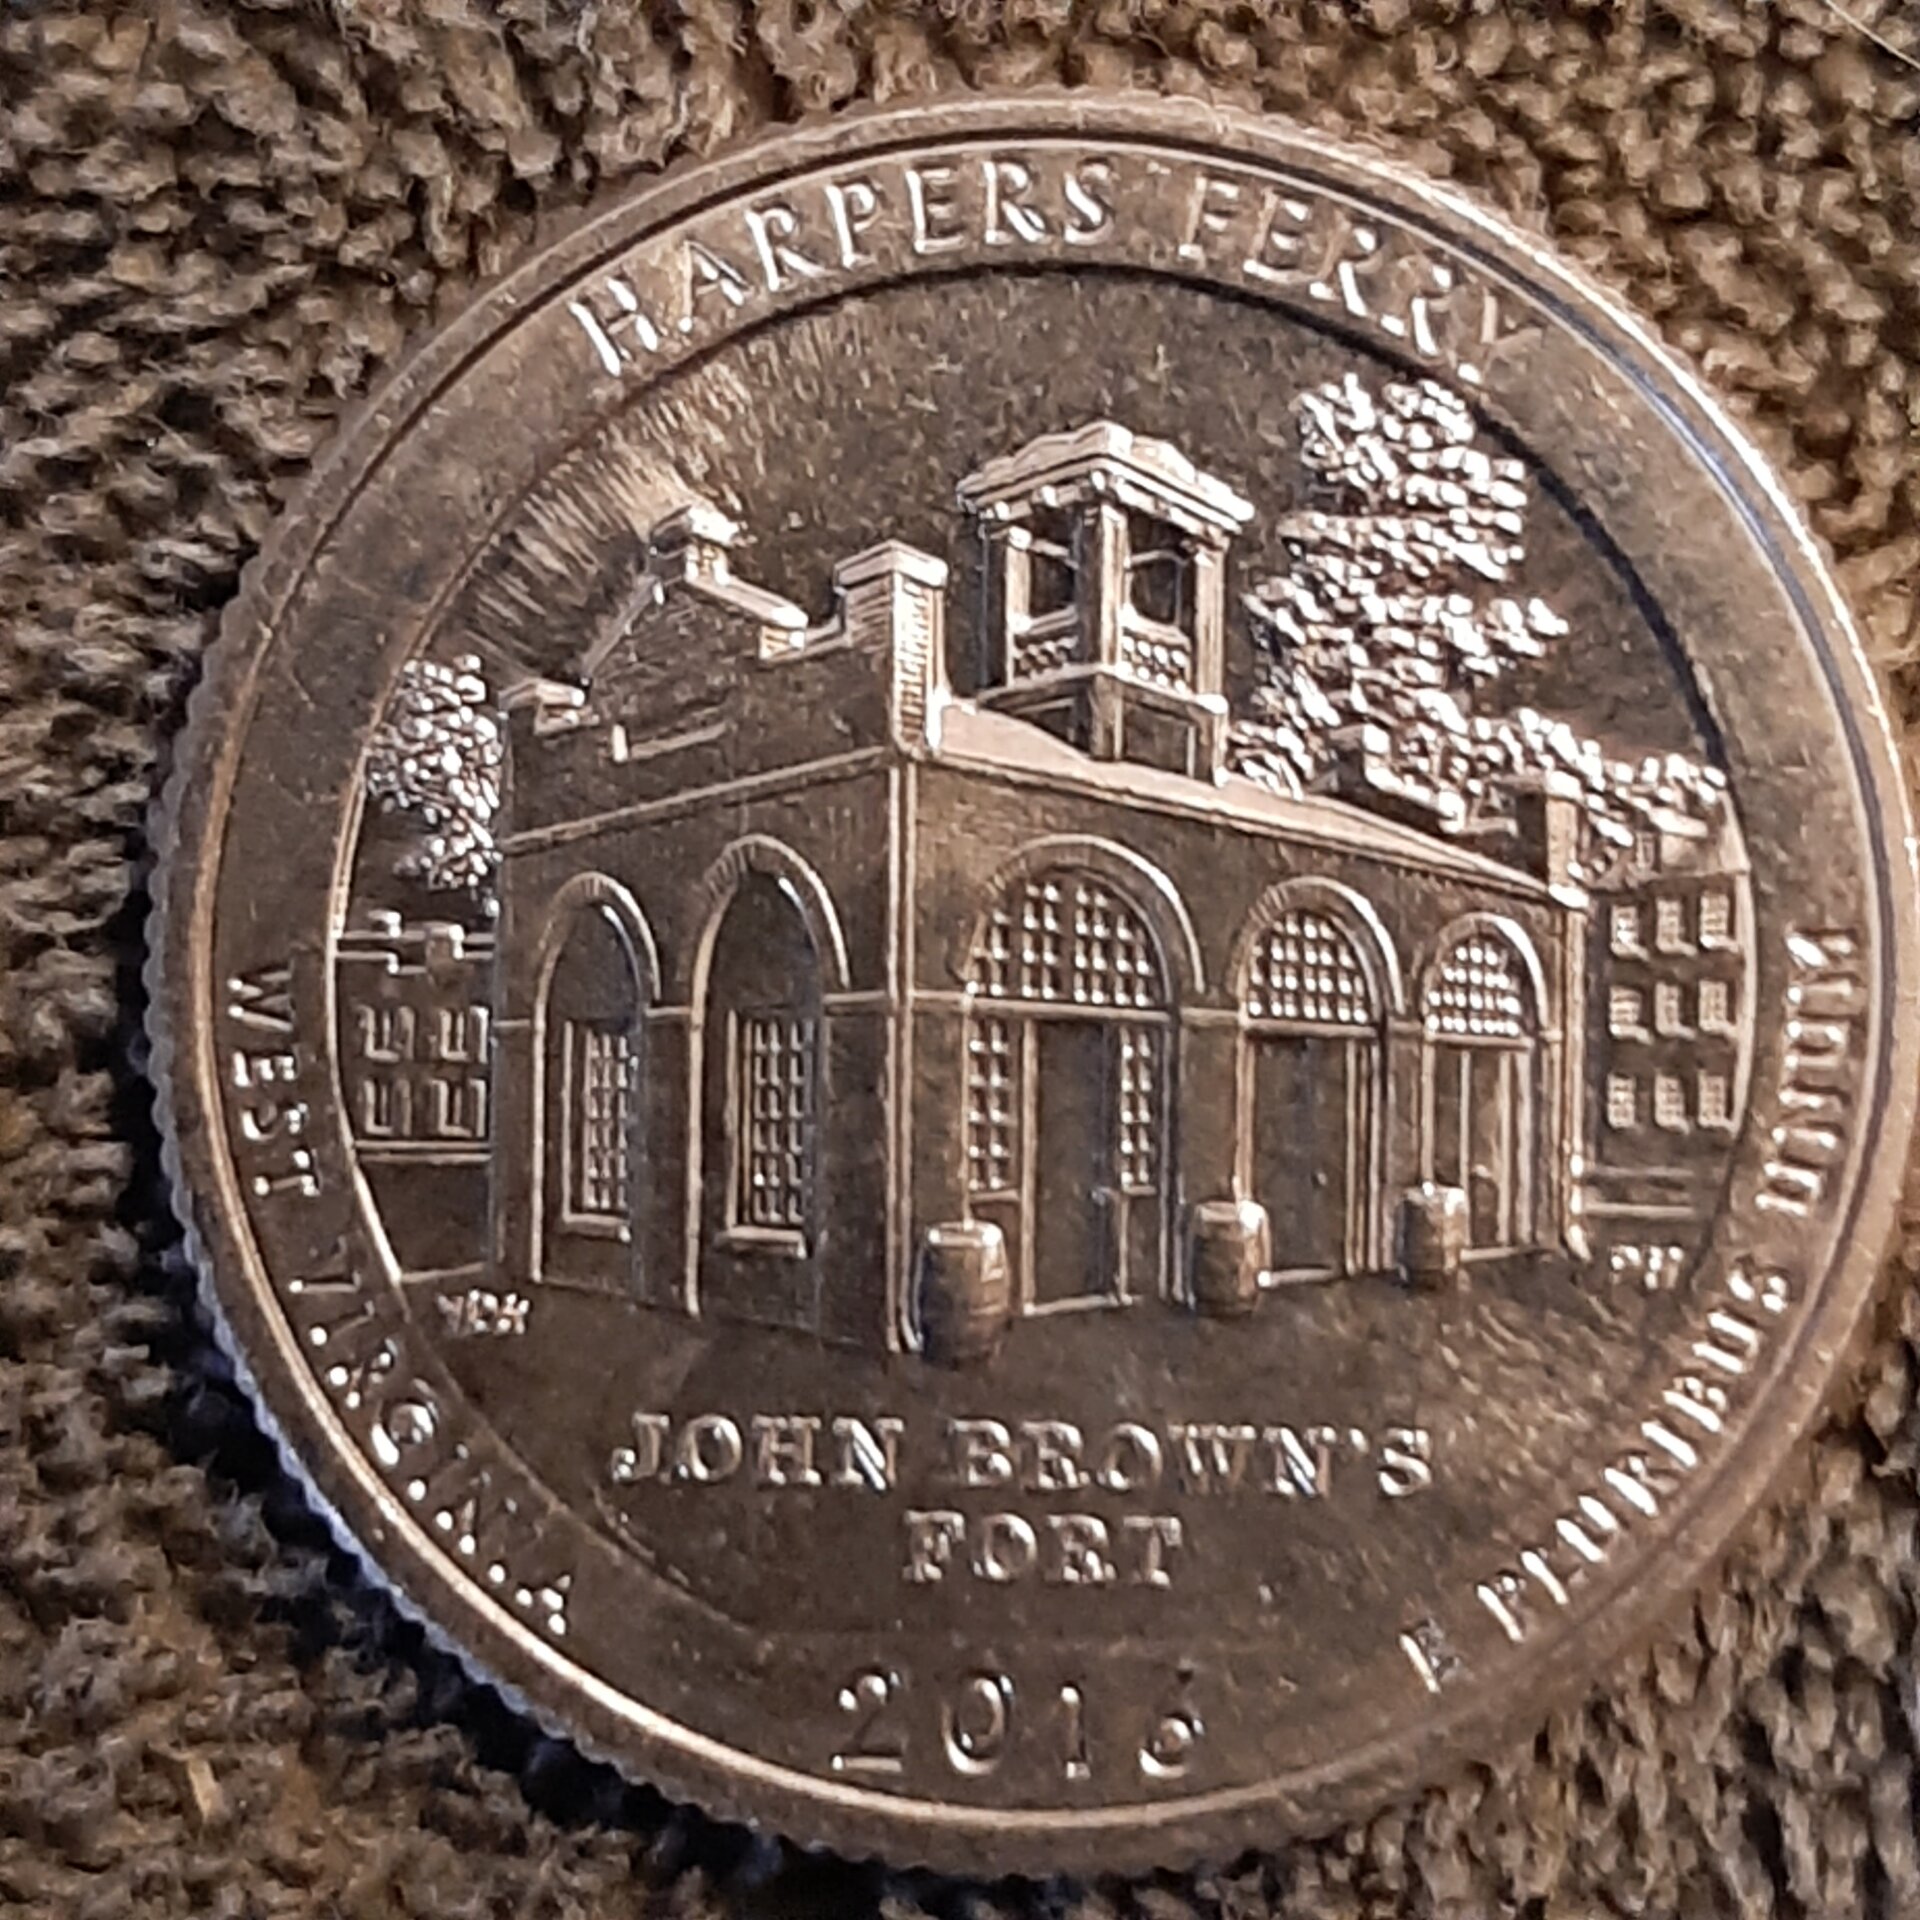 HARPERS FERRY
WEST VIRGINIA
JOHN BROWN'S
FORT
2016
E PLURIBUS UNUM